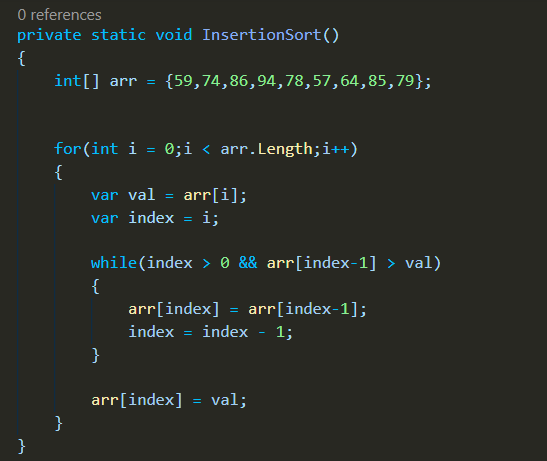 0 references
private static void InsertionSort()
{
int[] arr = {59,74,86,94,78,57,64,85,79};
for(int i = 0;i < arr.Length;i++)
{
var val = arr[i];
var index = i;
while(index > 0 && arr[index-1] > val)
{
arr[index] = arr[index-1];
index = index - 1;
}
arr[index] = val;
}
}